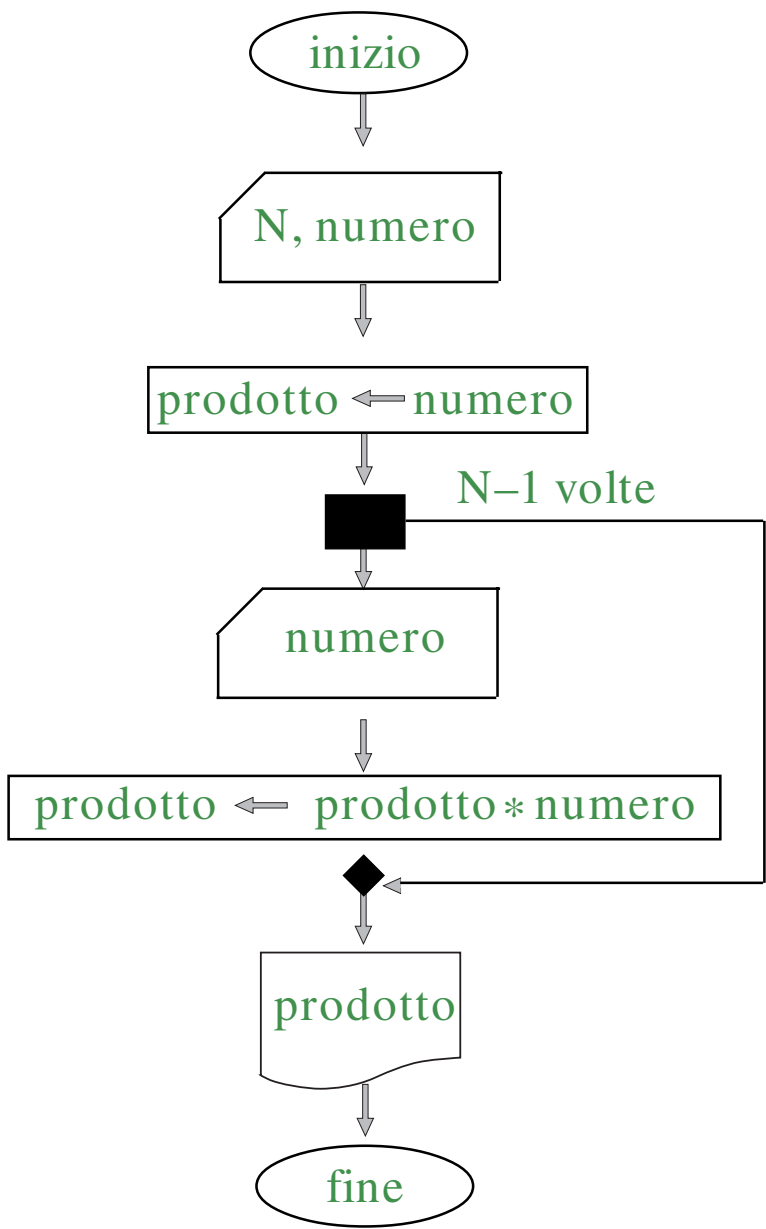 inizio
N, numero
prodotto ← numero
N–1 volte
numero
prodotto ← prodotto * numero
prodotto
fine